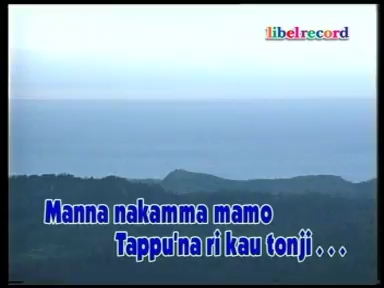 libelrecord
Manna nakamma mamo
Tappu'na ri kau tonji . . .